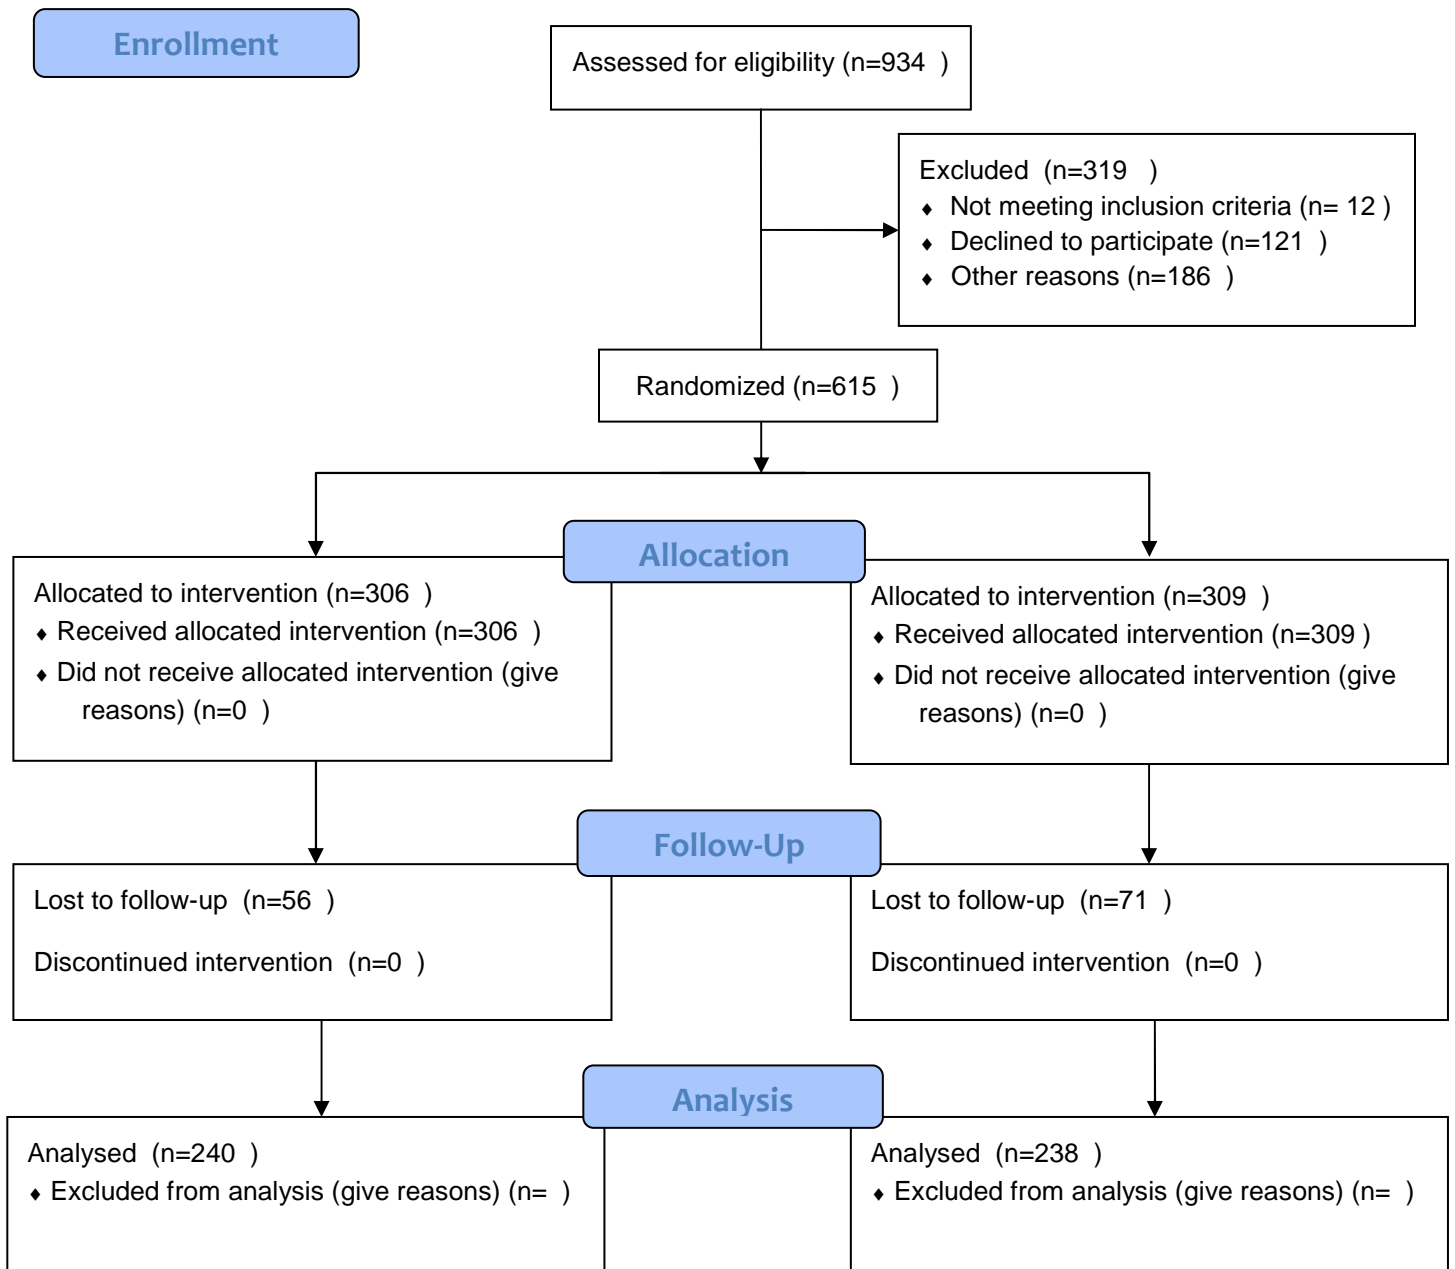 Enrollment
Assessed for eligibility (n=934  )
Excluded  (n=319   )
♦ Not meeting inclusion criteria (n= 12 )
♦ Declined to participate (n=121  )
♦ Other reasons (n=186  )
Randomized (n=615  )
Allocation
Allocated to intervention (n=306  )
♦ Received allocated intervention (n=306  )
♦ Did not receive allocated intervention (give
reasons) (n=0  )
Allocated to intervention (n=309  )
♦ Received allocated intervention (n=309 )
♦ Did not receive allocated intervention (give
reasons) (n=0  )
Follow-Up
Lost to follow-up  (n=56  )
Discontinued intervention  (n=0  )
Lost to follow-up  (n=71  )
Discontinued intervention  (n=0  )
Analysis
Analysed  (n=240  )
♦ Excluded from analysis (give reasons) (n=  )
Analysed  (n=238  )
♦ Excluded from analysis (give reasons) (n=  )